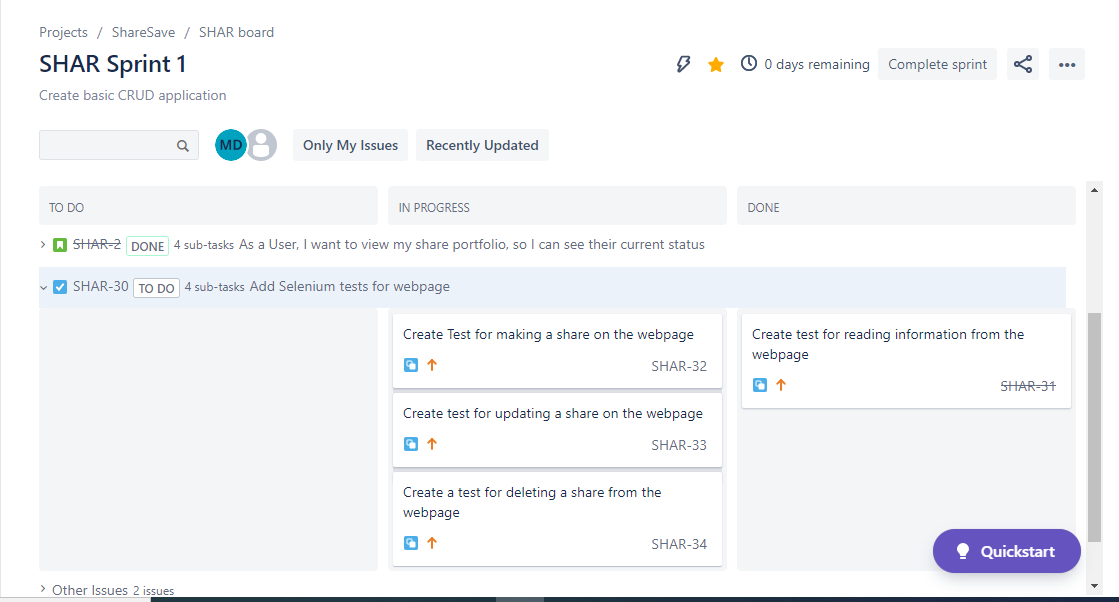 Projects / ShareSave / SHAR board
SHAR Sprint 1
0 days remaining
Complete sprint
Create basic CRUD application
MD
Only My Issues
Recently Updated
TO DO
IN PROGRESS
DONE
SHAR-2 DONE 4 sub-tasks As a User, I want to view my share portfolio, so I can see their current status
SHAR-30 TO DO 4 sub-tasks Add Selenium tests for webpage
Create Test for making a share on the webpage
SHAR-32
Create test for updating a share on the webpage
SHAR-33
Create a test for deleting a share from the
webpage
SHAR-34
Create test for reading information from the
webpage
SHAR-31
Quickstart
Other Issues 2 issues